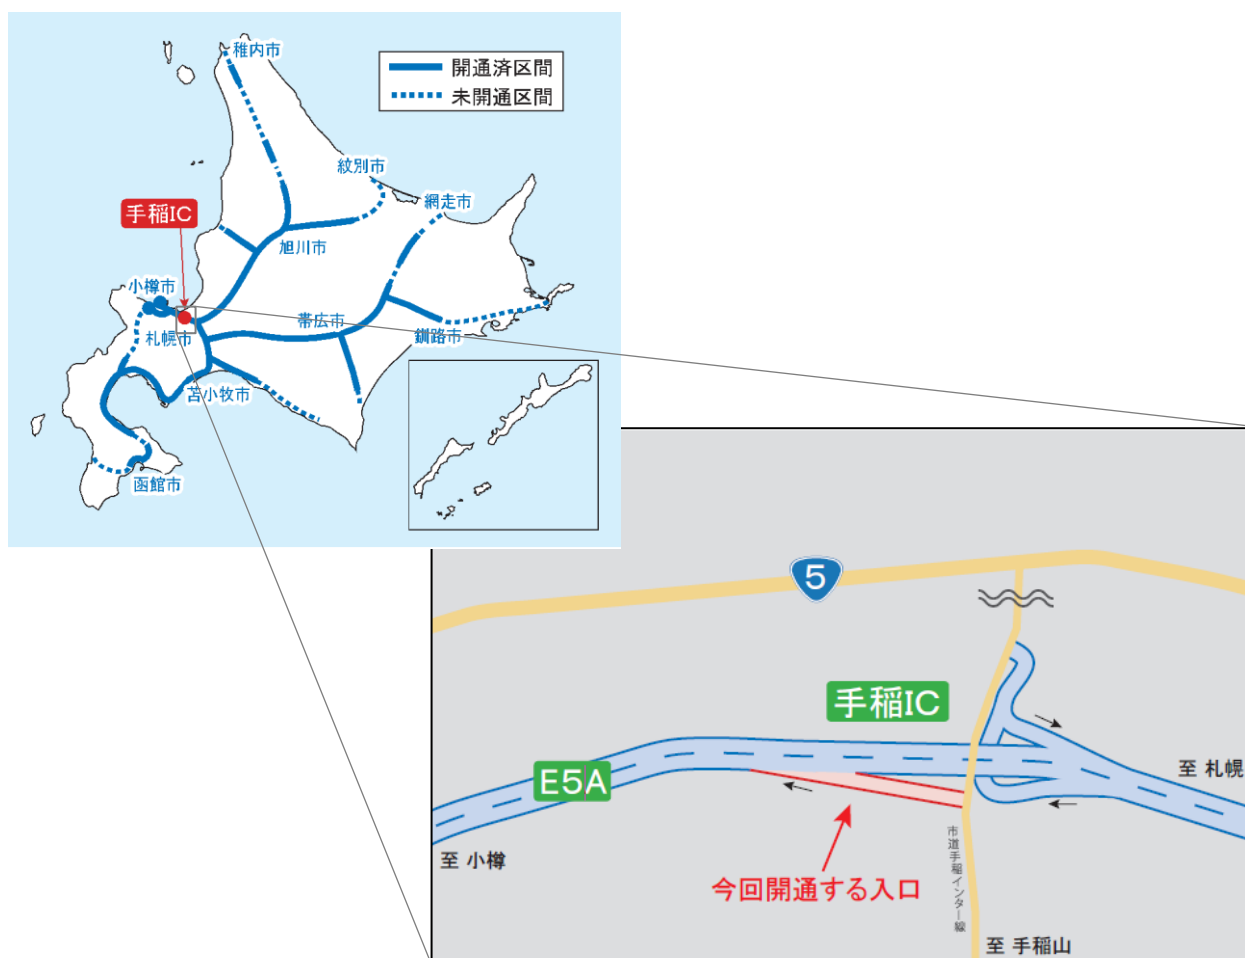 稚内市
開通済区間
未開通区間
紋別市
網走市
手稲IC
旭川市
小樽市
札幌市
帯広市
釧路市
苫小牧市
函館市
5
手稲IC
E5A
至 札幌
至 小樽
今回開通する入口
市道手稲インター線
至 手稲山